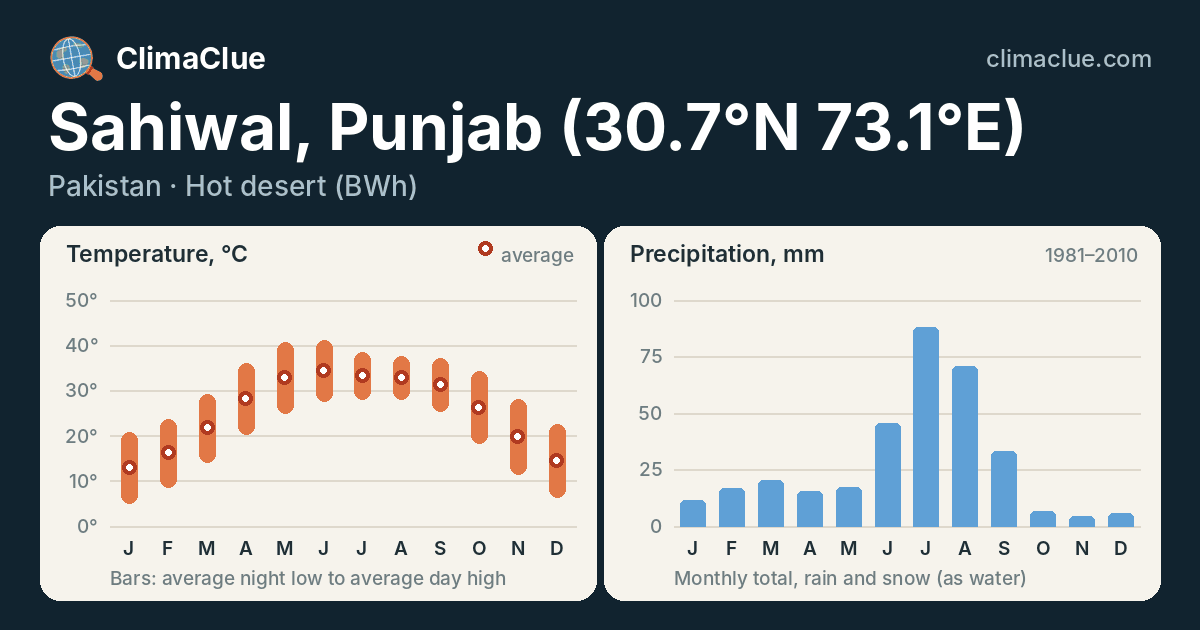 ClimaClue
climaclue.com
Sahiwal, Punjab (30.7°N 73.1°E)
Pakistan · Hot desert (BWh)
Temperature, °C
average
50°
40°
30°
20°
10°
0°
J F M A M J J A S O N D
Bars: average night low to average day high
Precipitation, mm
1981–2010
100
75
50
25
0
J F M A M J J A S O N D
Monthly total, rain and snow (as water)